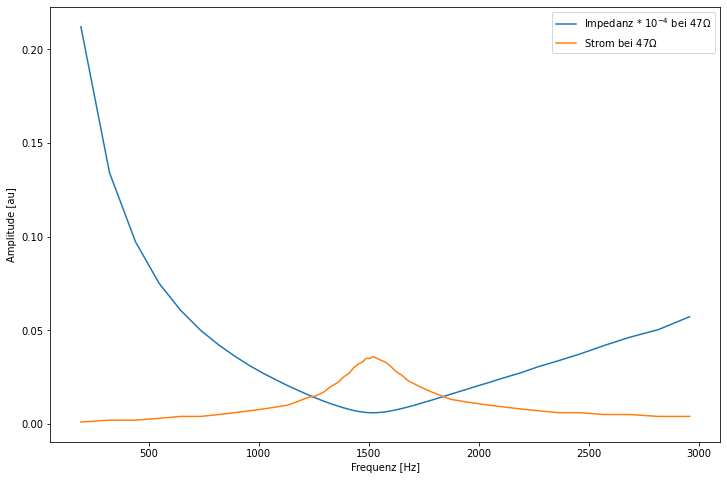 Impedanz * 10⁻⁴ bei 47Ω
Strom bei 47Ω
0.20
0.15
0.10
0.05
0.00
Amplitude [au]
500
1000
1500
2000
2500
3000
Frequenz [Hz]